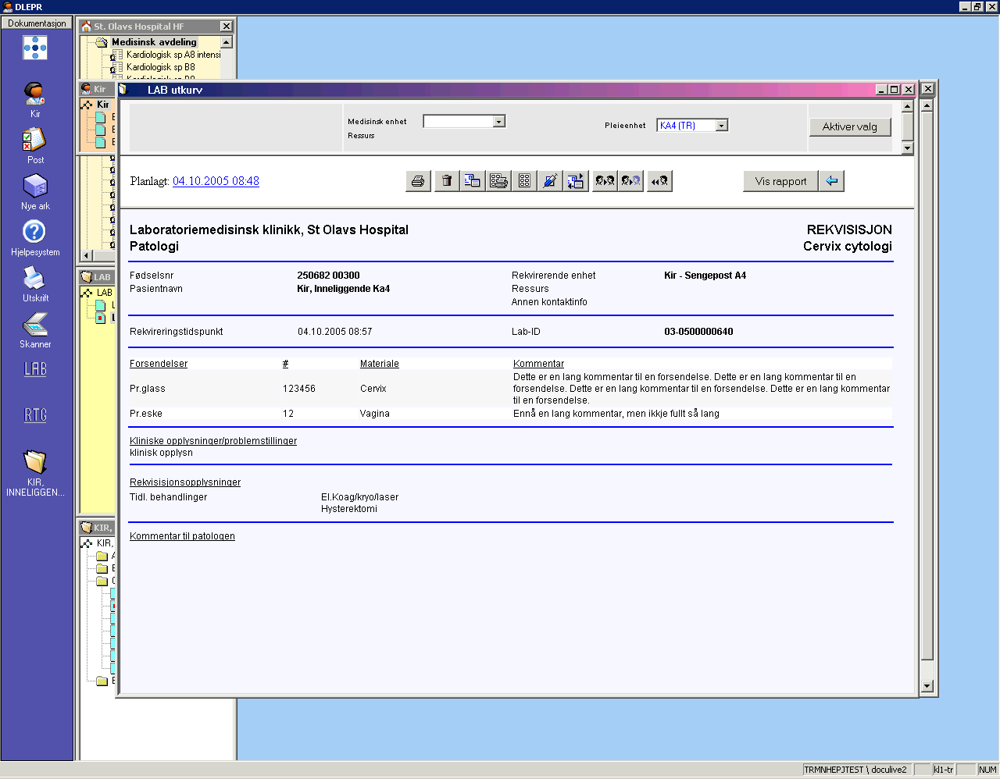 DLEPR
Dokumentasjon
Kir
Post
Nye ark
Hjelpesystem
Utskrift
Skanner
LAB
RTG
KIR,
INNELIGGEN...
St. Olavs Hospital HF
Medisinsk avdeling
Kardiologisk sp A8 intensi
Kardiologisk sp B8
Kir
Kir
LAB
LAB
KIR,
KIR,
LAB utkurv
Medisinsk enhet
Ressurs
Pleieenhet KA4 (TR)
Aktiver valg
Planlagt: 04.10.2005 08:48
Vis rapport
Laboratoriemedisinsk klinikk, St Olavs Hospital REKVISISJON
Patologi Cervix cytologi
Fødselsnr 250682 00300 Rekvirerende enhet Kir - Sengepost A4
Pasientnavn Kir, Inneliggende Ka4 Ressurs
Annen kontaktinfo
Rekvireringstidspunkt 04.10.2005 08:57 Lab-ID 03-0500000640
Forsendelser # Materiale Kommentar
Pr.glass 123456 Cervix Dette er en lang kommentar til en forsendelse. Dette er en lang kommentar til en
forsendelse. Dette er en lang kommentar til en forsendelse. Dette er en lang kommentar
til en forsendelse.
Pr.eske 12 Vagina Ennå en lang kommentar, men ikkje fullt så lang
Kliniske opplysninger/problemstillinger
klinisk opplysn
Rekvisisjonsopplysninger
Tidl. behandlinger El.Koag/kryo/laser
Hysterektomi
Kommentar til patologen
TRMNHEPJTEST \ doculive2 kl1-tr NUM